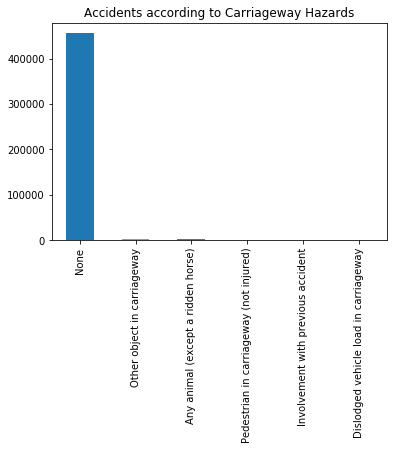 Accidents according to Carriageway Hazards
400000
300000
200000
100000
0
None
Other object in carriageway
Any animal (except a ridden horse)
Pedestrian in carriageway (not injured)
Involvement with previous accident
Dislodged vehicle load in carriageway